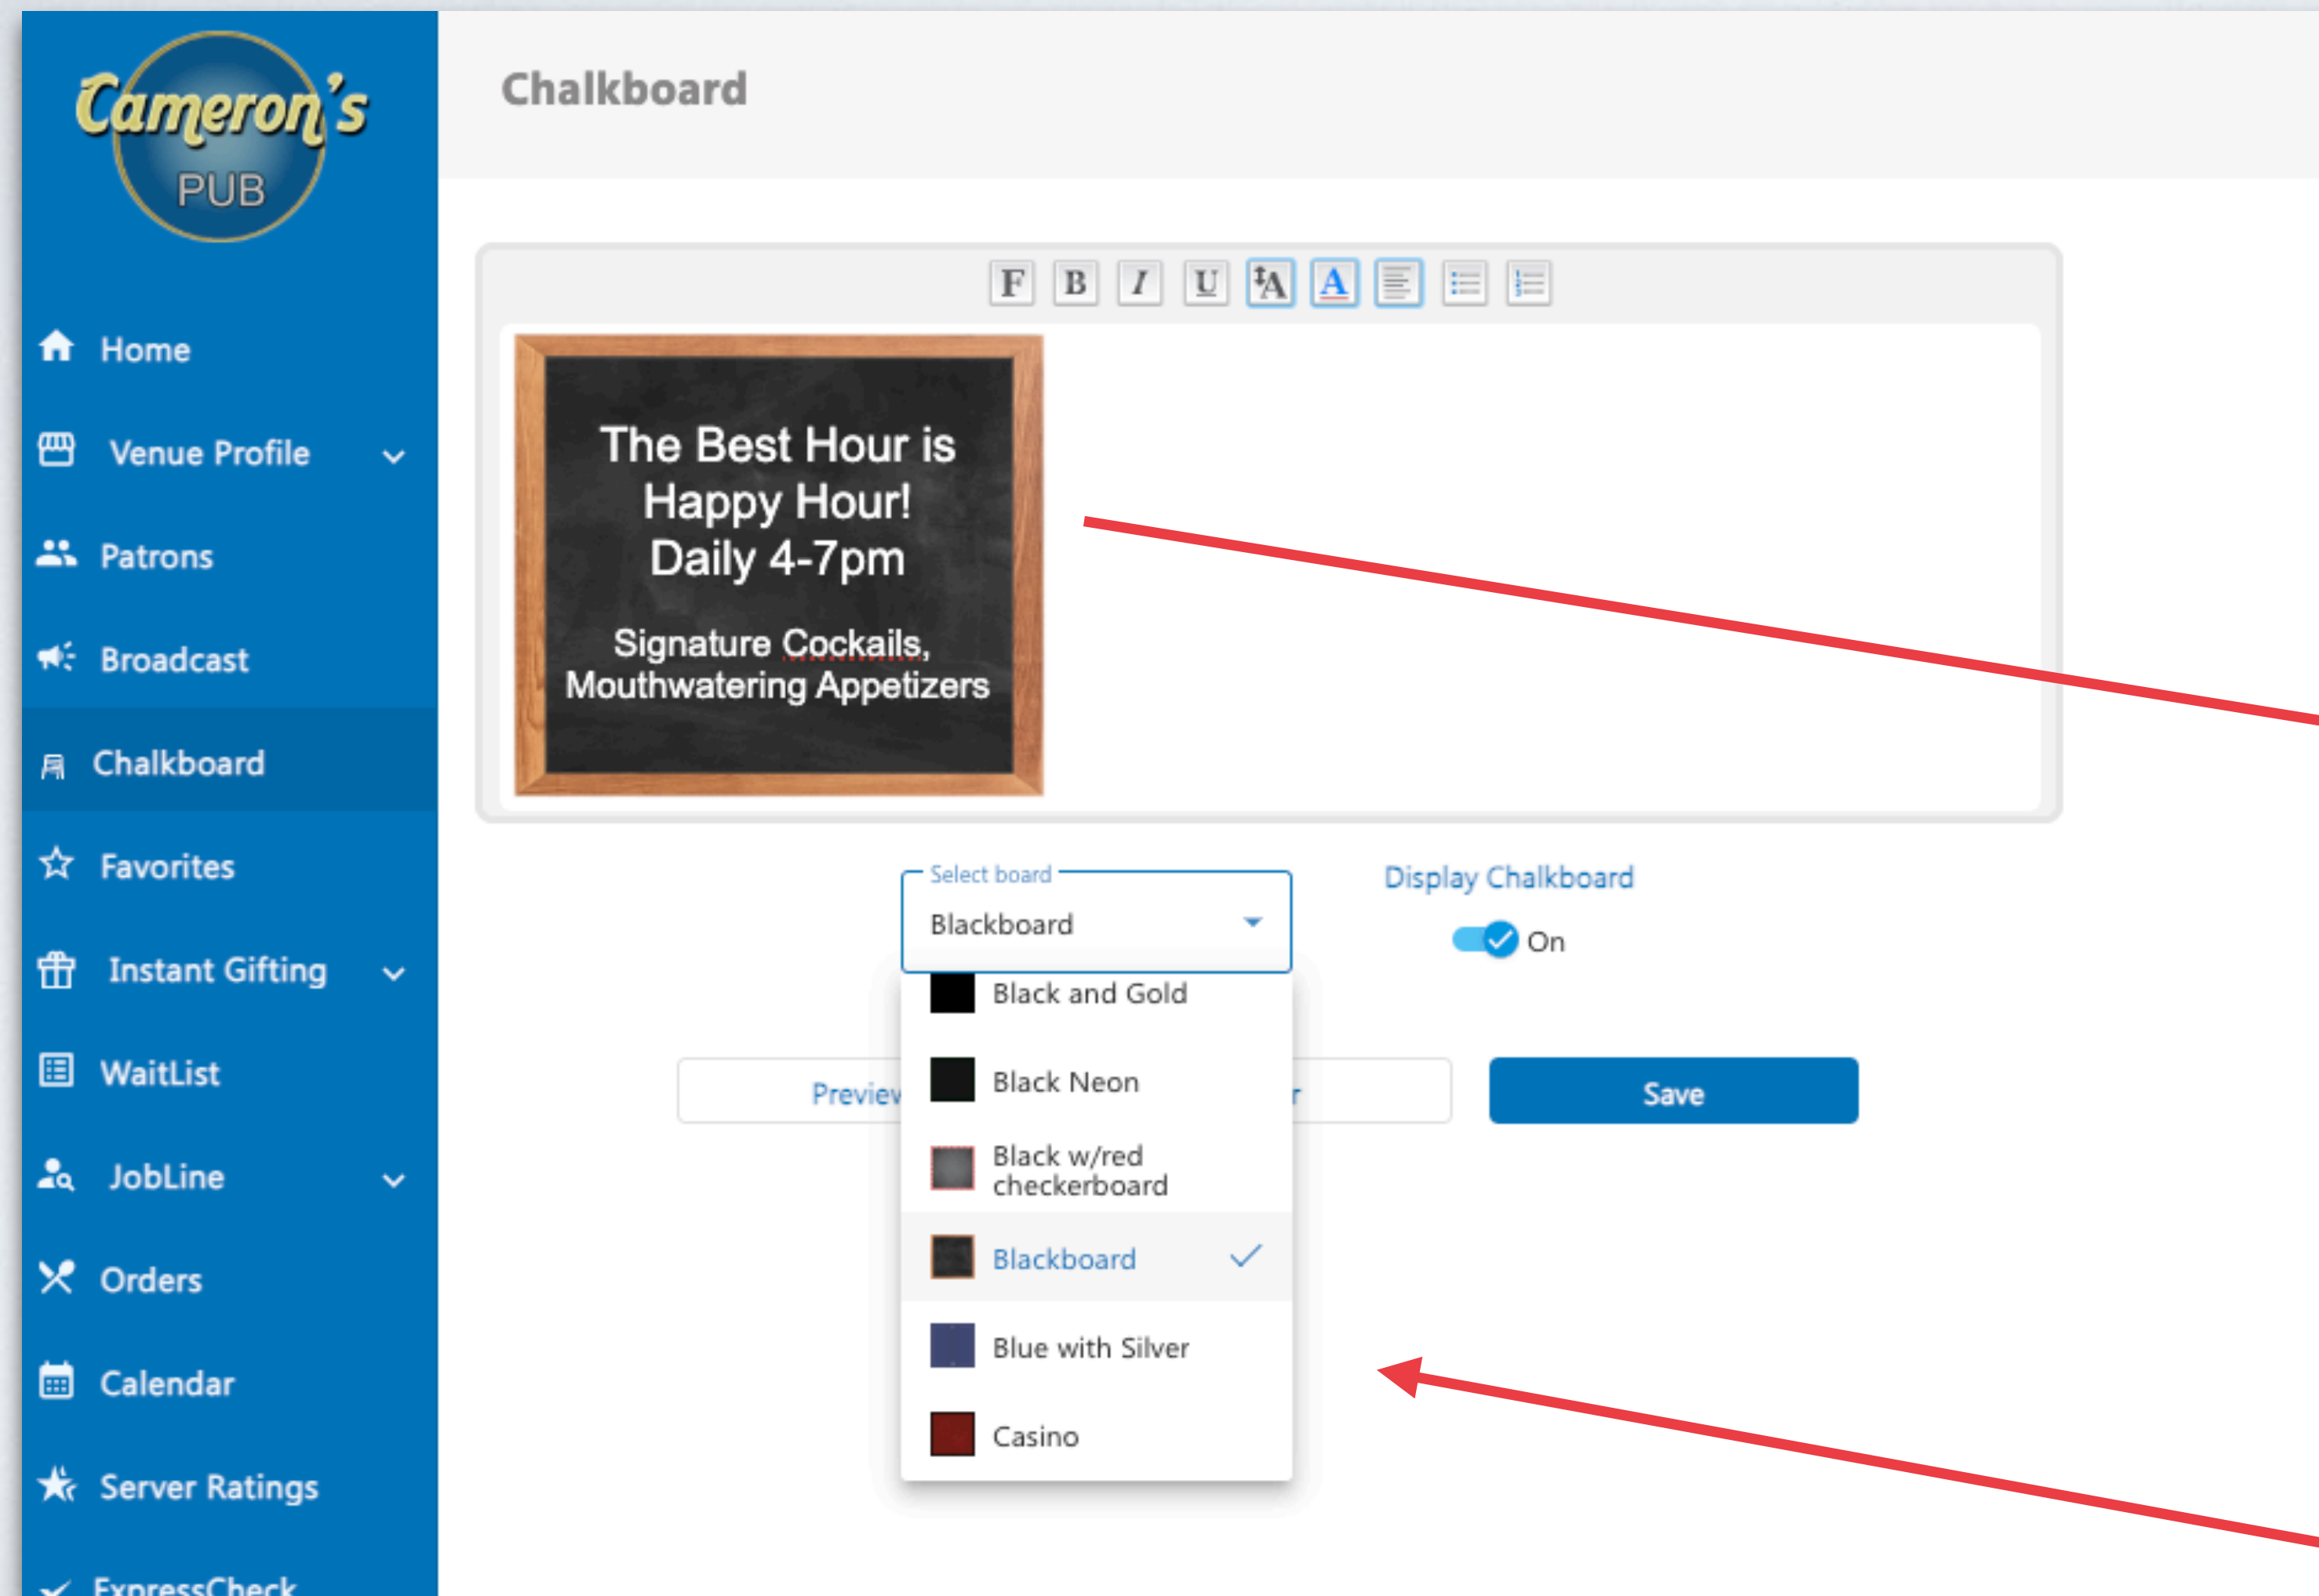 Cameron's
PUB
Home
Venue Profile
Patrons
Broadcast
Chalkboard
Favorites
Instant Gifting
WaitList
JobLine
Orders
Calendar
Server Ratings
ExpressCheck
Chalkboard
F B I U A A
The Best Hour is
Happy Hour!
Daily 4-7pm
Signature Cockails,
Mouthwatering Appetizers
Select board
Blackboard
Display Chalkboard
On
Save
Black and Gold
Black Neon
Black w/red
checkerboard
Blackboard
Blue with Silver
Casino